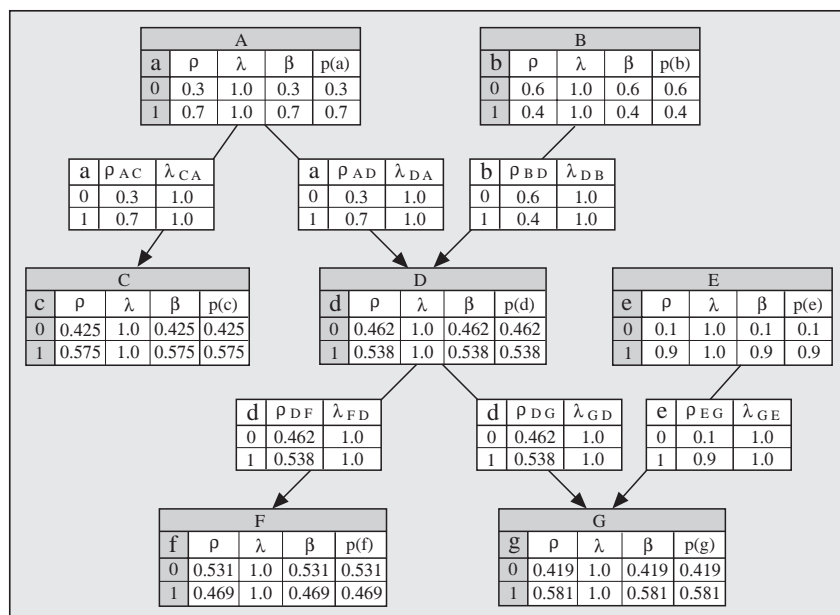 A
a ρ λ β p(a)
0 0.3 1.0 0.3 0.3
1 0.7 1.0 0.7 0.7
B
b ρ λ β p(b)
0 0.6 1.0 0.6 0.6
1 0.4 1.0 0.4 0.4
a ρ AC λ CA
0 0.3 1.0
1 0.7 1.0
a ρ AD λ DA
0 0.3 1.0
1 0.7 1.0
b ρ BD λ DB
0 0.6 1.0
1 0.4 1.0
C
c ρ λ β p(c)
0 0.425 1.0 0.425 0.425
1 0.575 1.0 0.575 0.575
D
d ρ λ β p(d)
0 0.462 1.0 0.462 0.462
1 0.538 1.0 0.538 0.538
E
e ρ λ β p(e)
0 0.1 1.0 0.1 0.1
1 0.9 1.0 0.9 0.9
d ρ DF λ FD
0 0.462 1.0
1 0.538 1.0
d ρ DG λ GD
0 0.462 1.0
1 0.538 1.0
e ρ EG λ GE
0 0.1 1.0
1 0.9 1.0
F
f ρ λ β p(f)
0 0.531 1.0 0.531 0.531
1 0.469 1.0 0.469 0.469
G
g ρ λ β p(g)
0 0.419 1.0 0.419 0.419
1 0.581 1.0 0.581 0.581